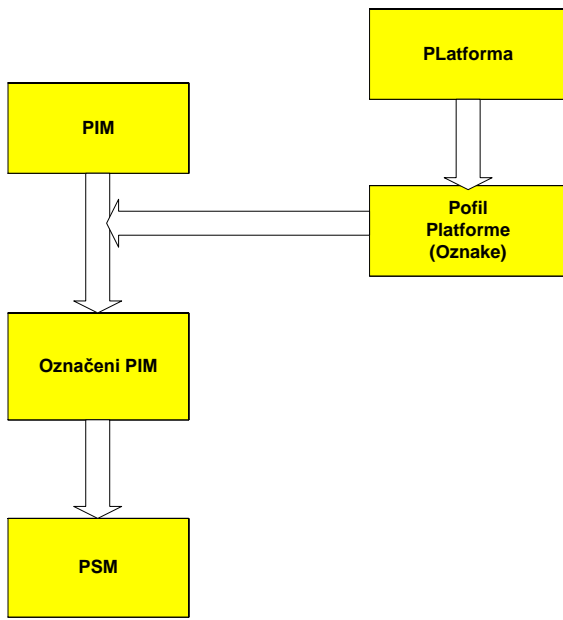 PLatforma
PIM
Pofil
Platforme
(Oznake)
Označeni PIM
PSM